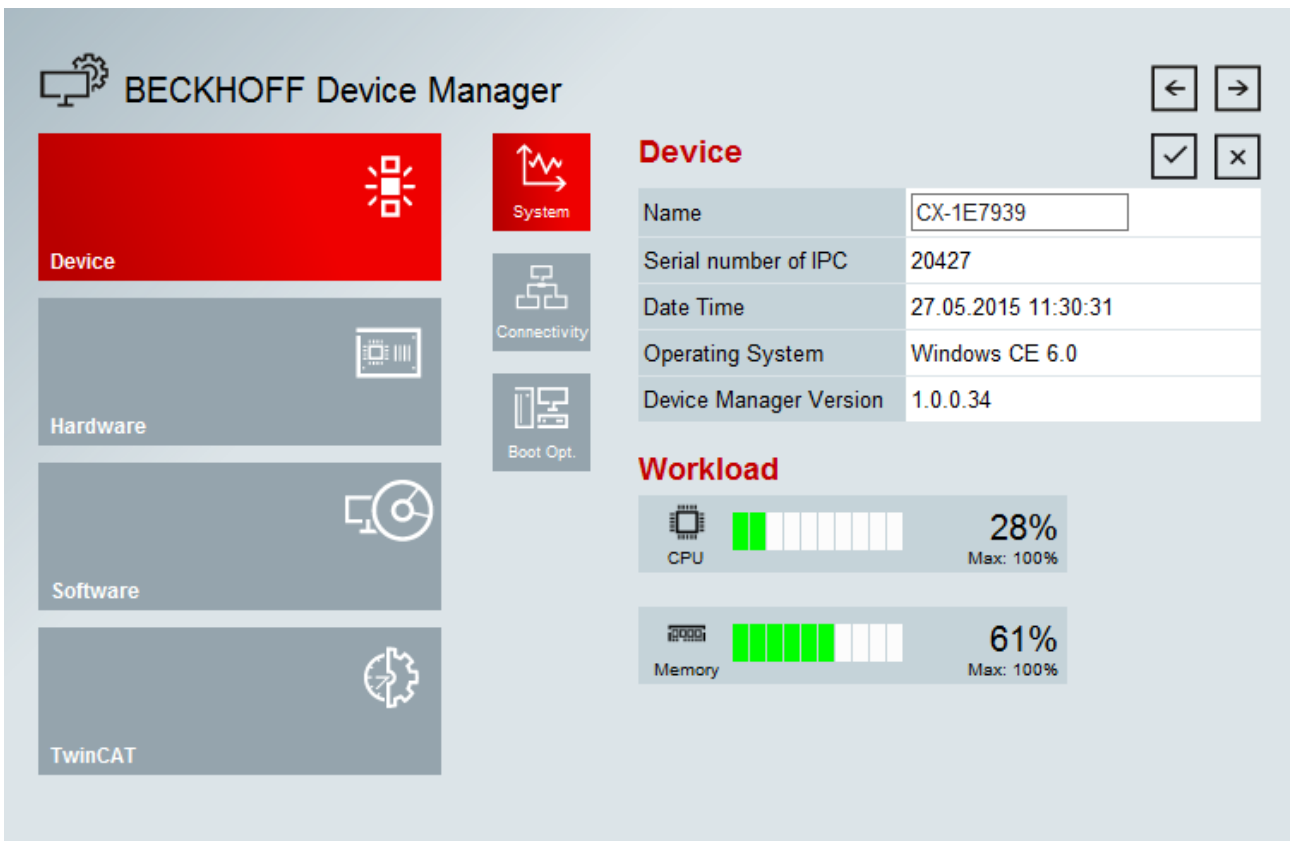 BECKHOFF Device Manager
Device
Hardware
Software
TwinCAT
System
Connectivity
Boot Opt.
Device
Name CX-1E7939
Serial number of IPC 20427
Date Time 27.05.2015 11:30:31
Operating System Windows CE 6.0
Device Manager Version 1.0.0.34
Workload
CPU 28%
Max: 100%
Memory 61%
Max: 100%